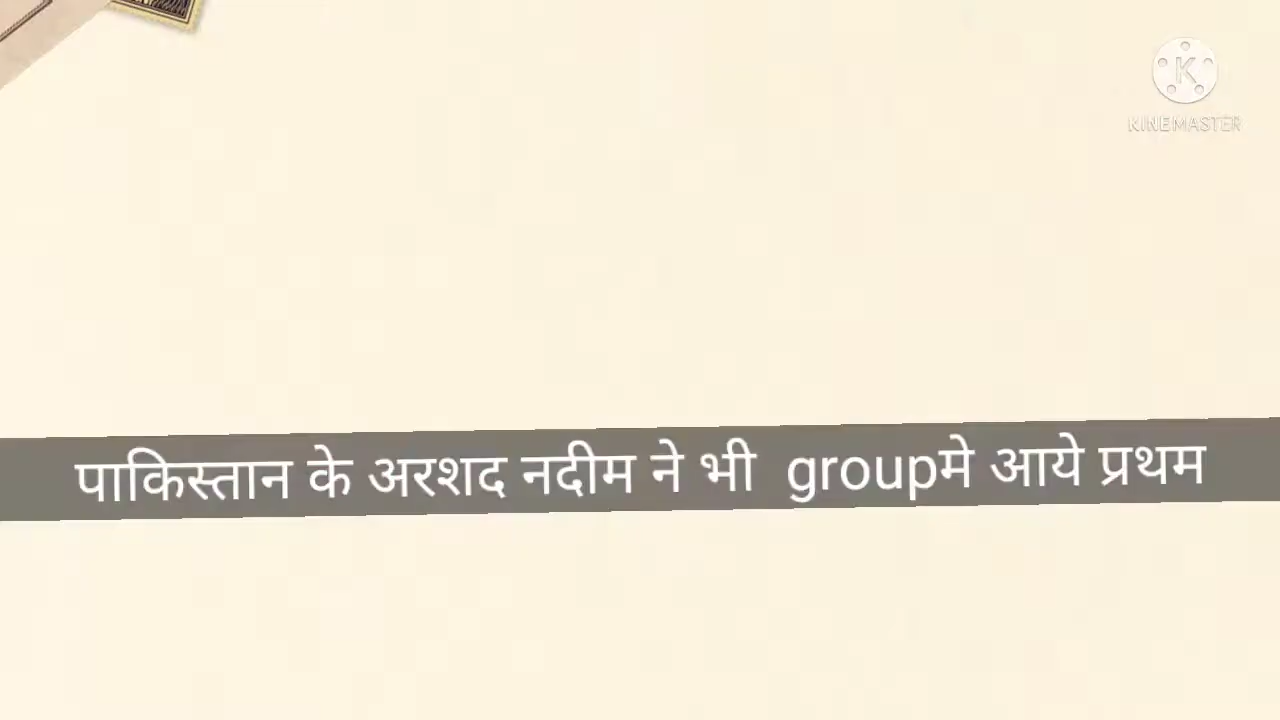 K
KINEMASTER
पाकिस्तान के अरशद नदीम ने भी groupमे आये प्रथम